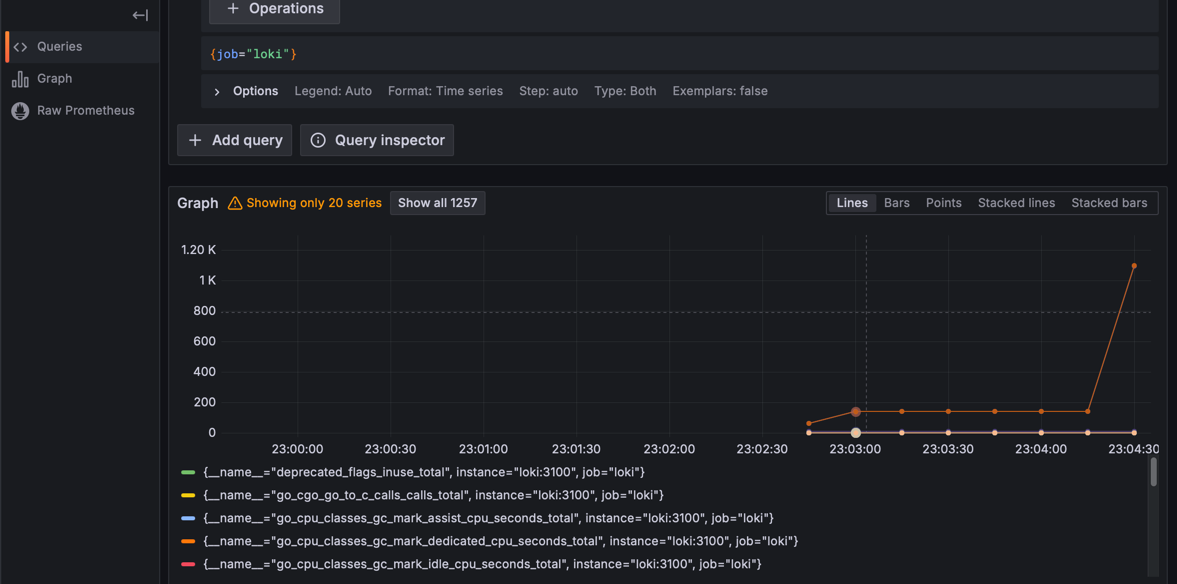 Operations
Queries
{job="loki"}
Graph
Options Legend: Auto Format: Time series Step: auto Type: Both Exemplars: false
Raw Prometheus
+ Add query Query inspector
Graph Showing only 20 series Show all 1257 Lines Bars Points Stacked lines Stacked bars
1.20 K
1 K
800
600
400
200
0
23:00:00 23:00:30 23:01:00 23:01:30 23:02:00 23:02:30 23:03:00 23:03:30 23:04:00 23:04:30
{__name__="deprecated_flags_inuse_total", instance="loki:3100", job="loki"}
{__name__="go_cgo_go_to_c_calls_calls_total", instance="loki:3100", job="loki"}
{__name__="go_cpu_classes_gc_mark_assist_cpu_seconds_total", instance="loki:3100", job="loki"}
{__name__="go_cpu_classes_gc_mark_dedicated_cpu_seconds_total", instance="loki:3100", job="loki"}
{__name__="go_cpu_classes_gc_mark_idle_cpu_seconds_total", instance="loki:3100", job="loki"}